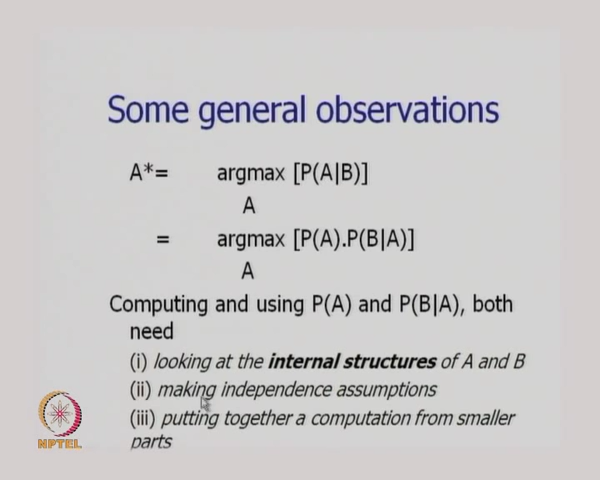 Some general observations
A*= argmax [P(A|B)]
A
= argmax [P(A).P(B|A)]
A
Computing and using P(A) and P(B|A), both
need
(i) looking at the internal structures of A and B
(ii) making independence assumptions
(iii) putting together a computation from smaller
parts
NPTEL